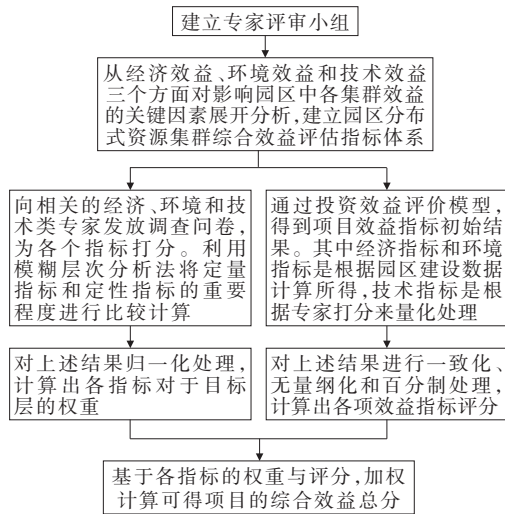 建立专家评审小组
从经济效益、环境效益和技术效益
三个方面对影响园区中各集群效益
的关键因素展开分析,建立园区分布
式资源集群综合效益评估指标体系
向相关的经济、环境和技
术类专家发放调查问卷,
为各个指标打分。利用
模糊层次分析法将定量
指标和定性指标的重要
程度进行比较计算
通过投资效益评价模型,
得到项目效益指标初始结
果。其中经济指标和环境
指标是根据园区建设数据
计算所得,技术指标是根
据专家打分来量化处理
对上述结果归一化处理,
计算出各指标对于目标
层的权重
对上述结果进行一致化、
无量纲化和百分制处理,
计算出各项效益指标评分
基于各指标的权重与评分,加权
计算可得项目的综合效益总分